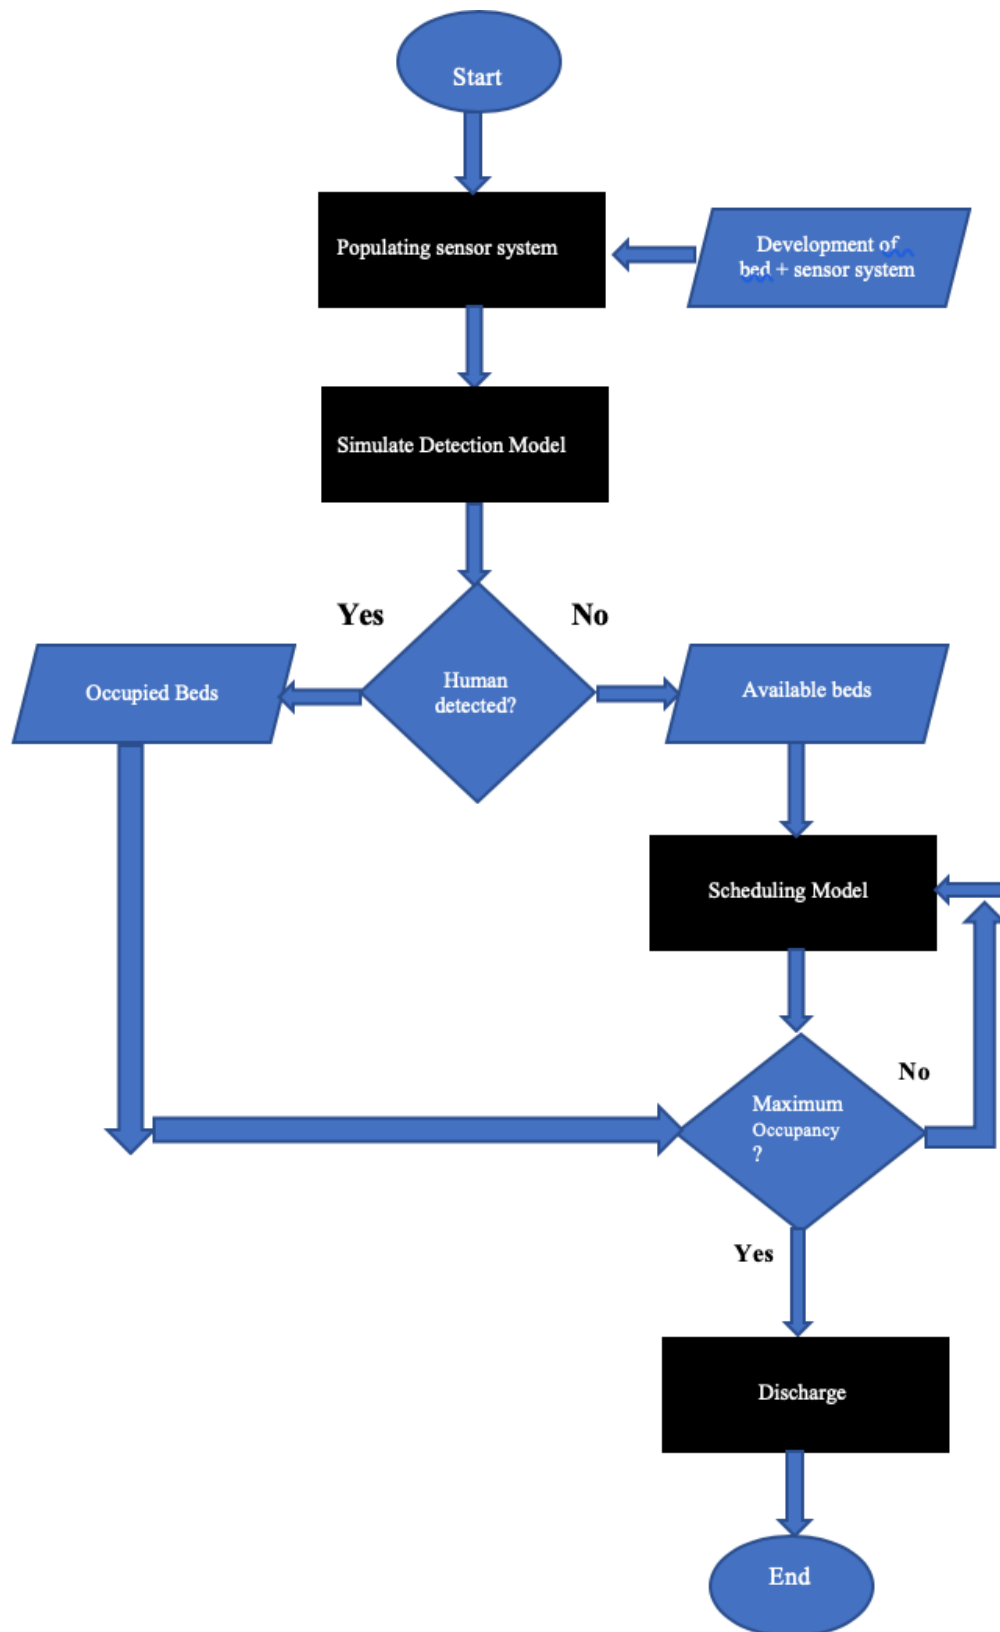 Start
Populating sensor system
Development of
bed + sensor system
Simulate Detection Model
Yes
No
Human
detected?
Occupied Beds
Available beds
Scheduling Model
No
Maximum
Occupancy
?
Yes
Discharge
End